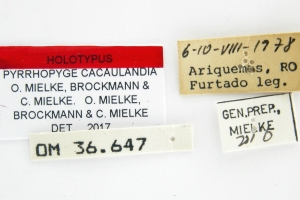 HOLOTYPUS
PYRRHOPYGE CACAULANDIA
O. MIELKE, BROCKMANN &
C. MIELKE. O. MIELKE,
BROCKMANN & C. MIELKE
DET. 2017
OM 36.647
6-10-VIII-1978
Ariquemes, RO
Furtado leg.
GEN.PREP.,
MIELKE
2010